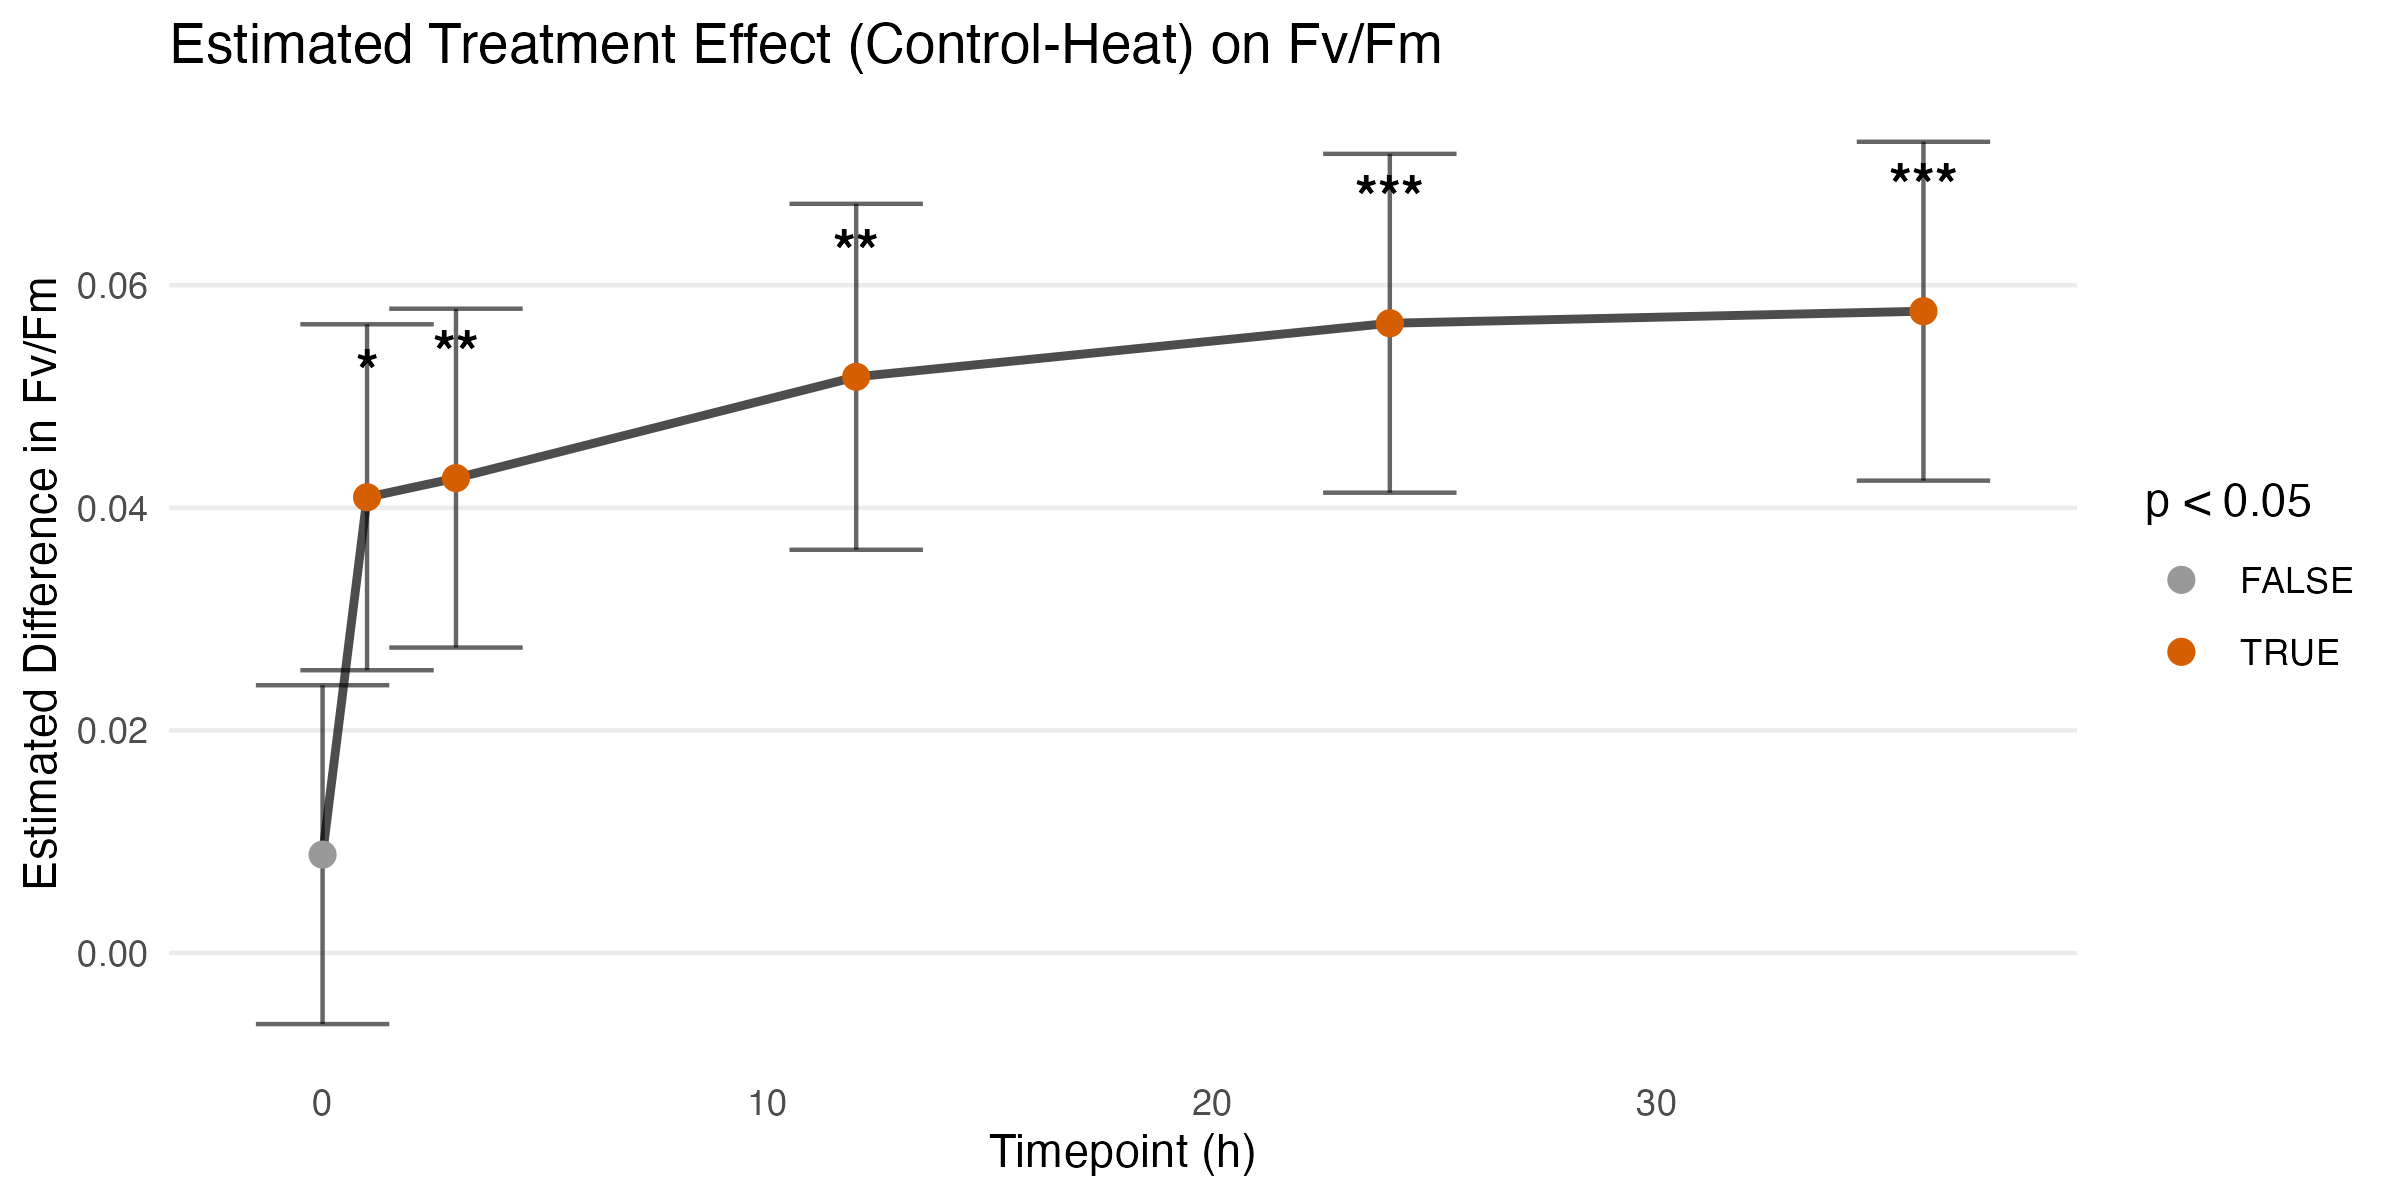 Estimated Treatment Effect (Control-Heat) on Fv/Fm
Estimated Difference in Fv/Fm
0.06
0.04
0.02
0.00
*
**
**
***
***
0
10
20
30
Timepoint (h)
p < 0.05
FALSE
TRUE